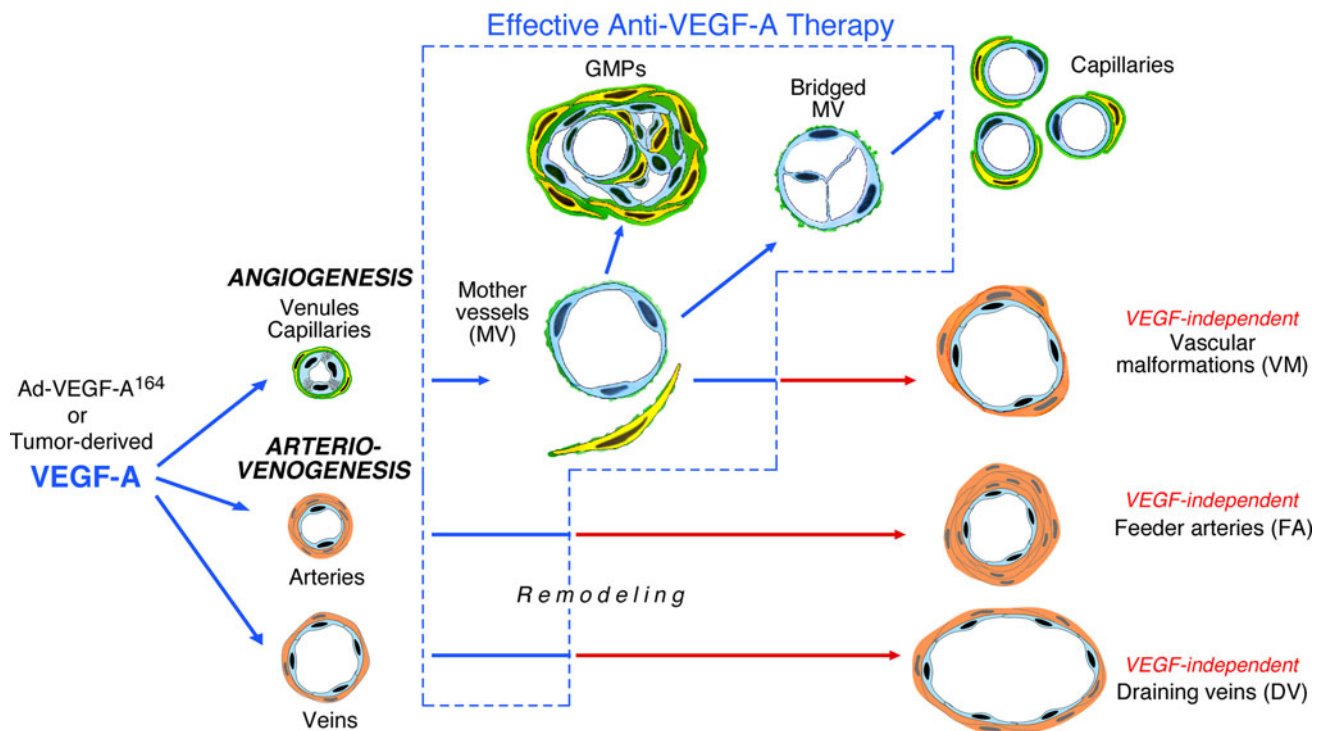 Effective Anti-VEGF-A Therapy
GMPs
Bridged
MV
Capillaries
ANGIOGENESIS
Venules
Capillaries
Mother
vessels
(MV)
VEGF-independent
Vascular
malformations (VM)
Ad-VEGF-A¹⁶⁴
or
Tumor-derived
VEGF-A
ARTERIO-
VENOGENESIS
Arteries
VEGF-independent
Feeder arteries (FA)
Remodeling
Veins
VEGF-independent
Draining veins (DV)